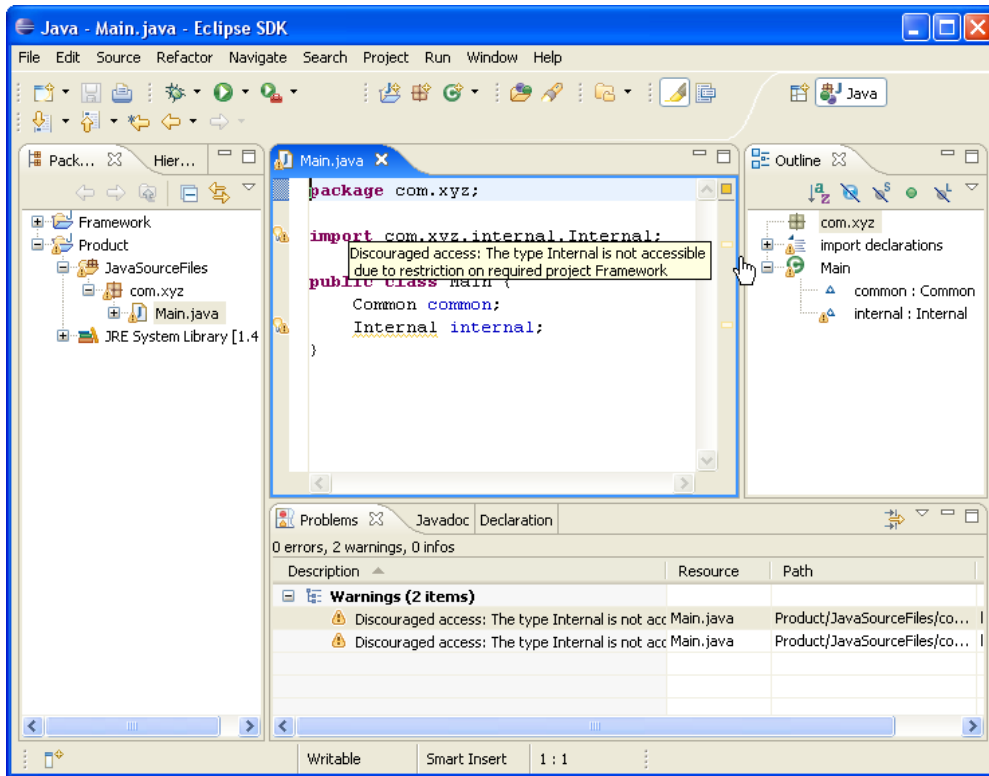 Java - Main.java - Eclipse SDK
File Edit Source Refactor Navigate Search Project Run Window Help
Java
Pack... Hier...
Framework
Product
JavaSourceFiles
com.xyz
Main.java
JRE System Library [1.4
Main.java
package com.xyz;
import com.xyz.internal.Internal;
Discouraged access: The type Internal is not accessible
due to restriction on required project Framework
public class Main {
Common common;
Internal internal;
}
Outline
com.xyz
import declarations
Main
common : Common
internal : Internal
Problems Javadoc Declaration
0 errors, 2 warnings, 0 infos
Description Resource Path
Warnings (2 items)
Discouraged access: The type Internal is not acc Main.java Product/JavaSourceFiles/co...
Discouraged access: The type Internal is not acc Main.java Product/JavaSourceFiles/co...
Writable Smart Insert 1 : 1